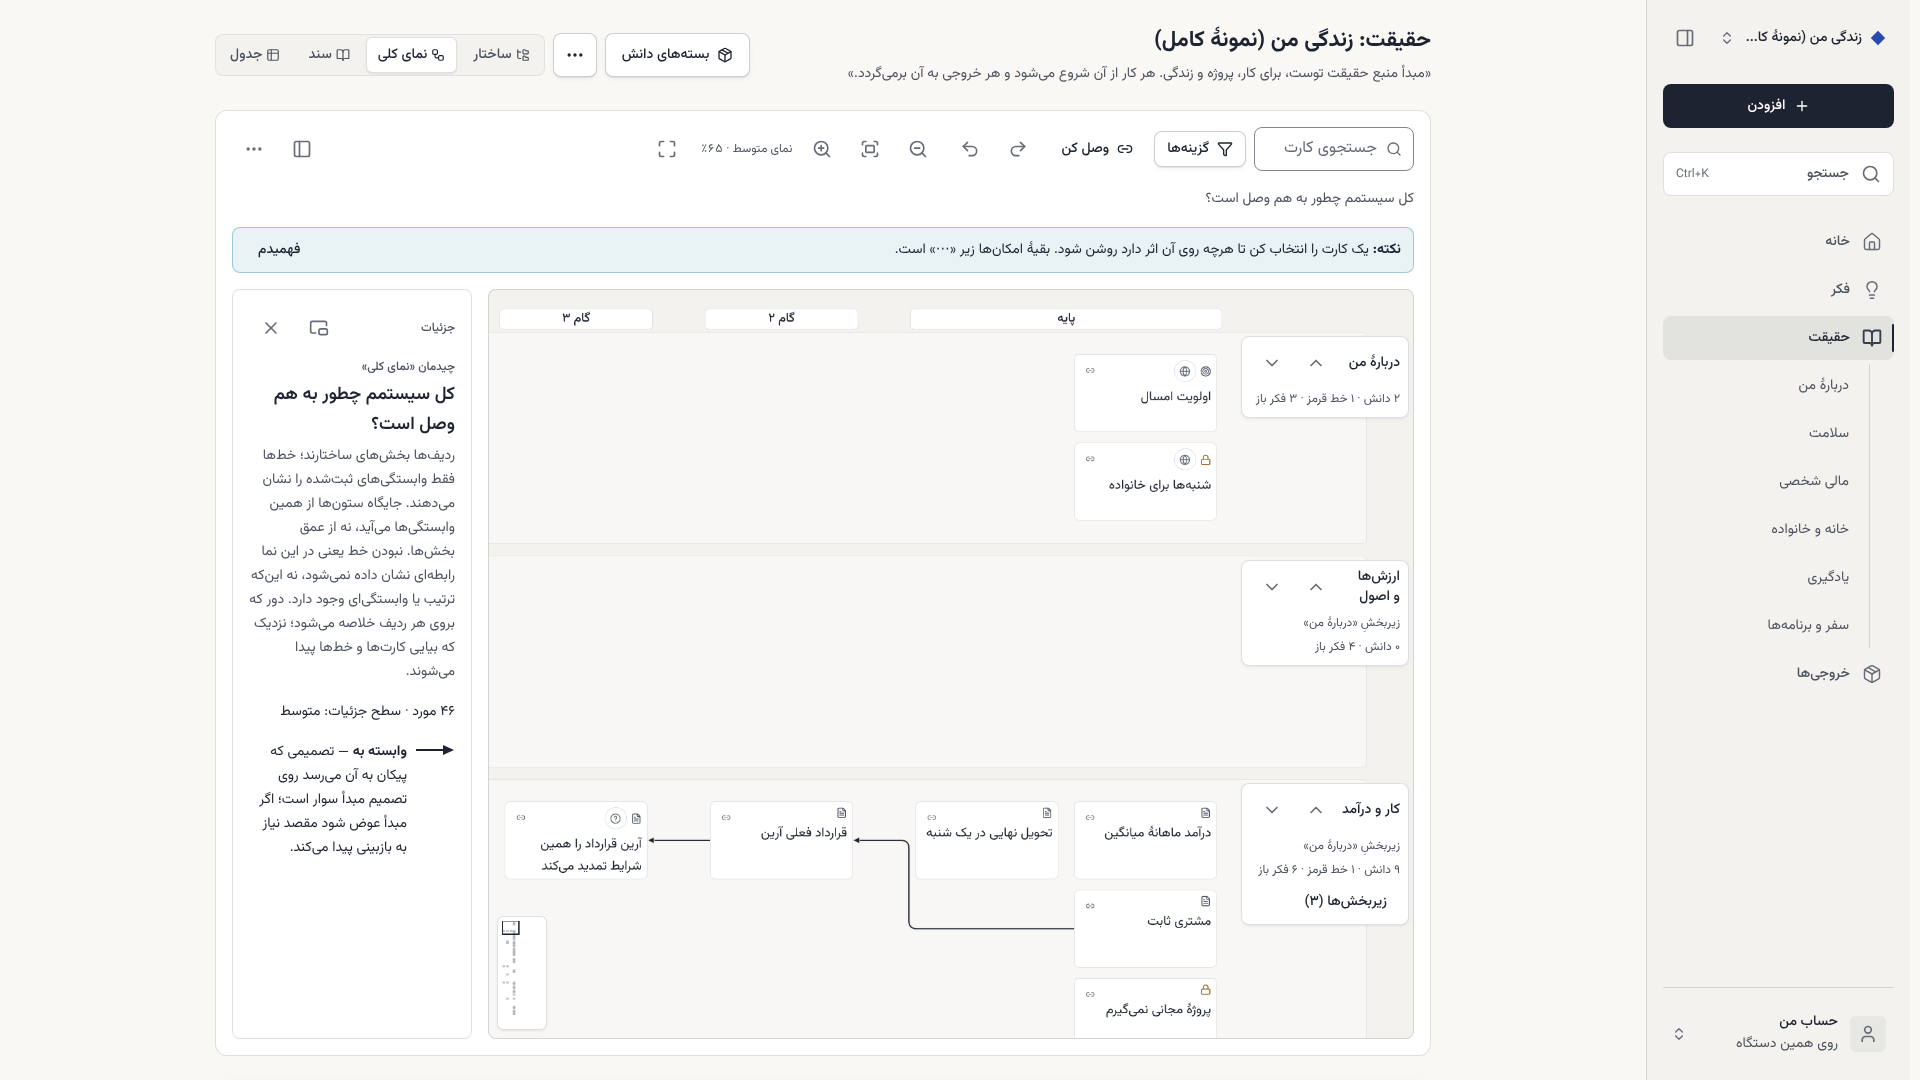 زندگی من (نمونهٔ کا...
افزودن
جستجو
Ctrl+K
خانه
فکر
حقیقت
دربارهٔ من
سلامت
مالی شخصی
خانه و خانواده
یادگیری
سفر و برنامه‌ها
خروجی‌ها
حساب من
روی همین دستگاه
حقیقت: زندگی من (نمونهٔ کامل)
«مبدأ منبع حقیقت توست، برای کار، پروژه و زندگی. هر کار از آن شروع می‌شود و هر خروجی به آن برمی‌گردد.»
بسته‌های دانش
ساختار
نمای کلی
سند
جدول
جستجوی کارت
گزینه‌ها
وصل کن
نمای متوسط · ۶۵٪
کل سیستمم چطور به هم وصل است؟
نکته: یک کارت را انتخاب کن تا هرچه روی آن اثر دارد روشن شود. بقیهٔ امکان‌ها زیر «···» است.
فهمیدم
پایه
گام ۲
گام ۳
دربارهٔ من
۲ دانش · ۱ خط قرمز · ۳ فکر باز
اولویت امسال
شنبه‌ها برای خانواده
ارزش‌ها
و اصول
زیربخشِ «دربارهٔ من»
۰ دانش · ۴ فکر باز
کار و درآمد
زیربخشِ «دربارهٔ من»
۹ دانش · ۱ خط قرمز · ۶ فکر باز
زیربخش‌ها (۳)
درآمد ماهانهٔ میانگین
تحویل نهایی در یک شنبه
قرارداد فعلی آرین
آرین قرارداد را همین
شرایط تمدید می‌کند
مشتری ثابت
پروژهٔ مجانی نمی‌گیرم
جزئیات
چیدمان «نمای کلی»
کل سیستمم چطور به هم
وصل است؟
ردیف‌ها بخش‌های ساختارند؛ خط‌ها
فقط وابستگی‌های ثبت‌شده را نشان
می‌دهند. جایگاه ستون‌ها از همین
وابستگی‌ها می‌آید، نه از عمق
بخش‌ها. نبودن خط یعنی در این نما
رابطه‌ای نشان داده نمی‌شود، نه این‌که
ترتیب یا وابستگی‌ای وجود دارد. دور که
بروی هر ردیف خلاصه می‌شود؛ نزدیک
که بیایی کارت‌ها و خط‌ها پیدا
می‌شوند.
۴۶ مورد · سطح جزئیات: متوسط
وابسته به — تصمیمی که
پیکان به آن می‌رسد روی
تصمیم مبدأ سوار است؛ اگر
مبدأ عوض شود مقصد نیاز
به بازبینی پیدا می‌کند.